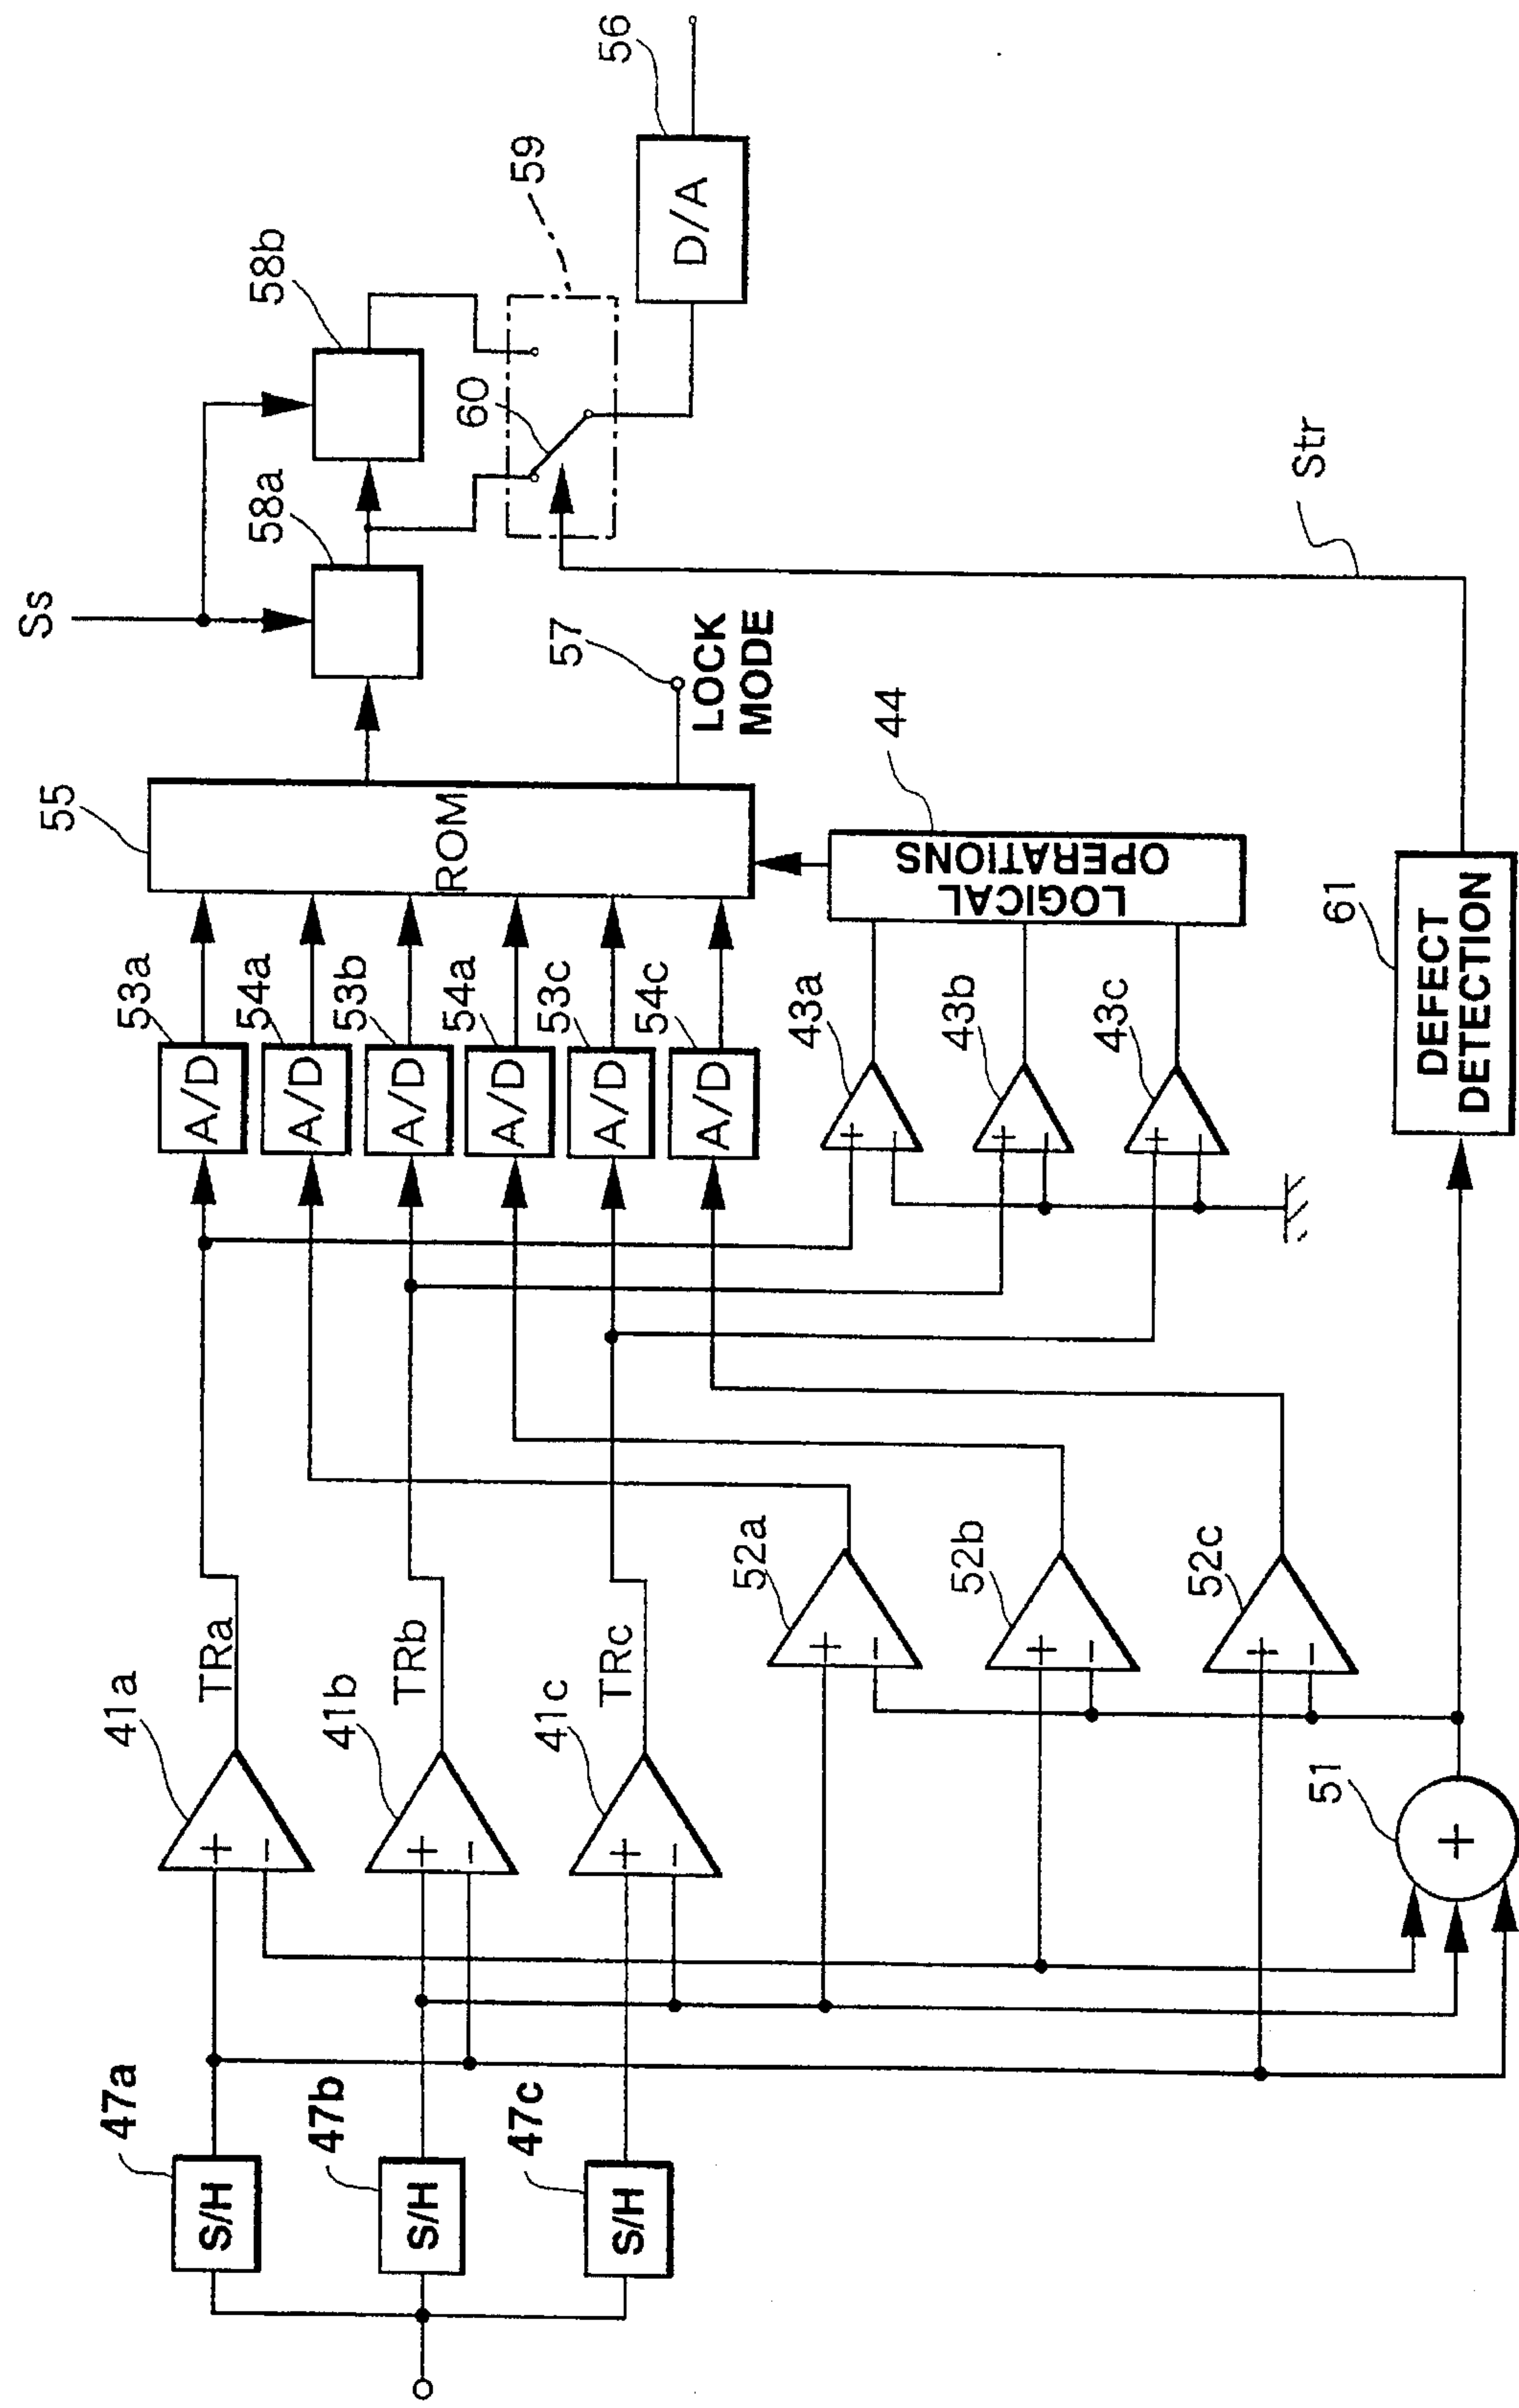 47a
S/H
47b
S/H
47c
S/H
41a
+
−
TRa
41b
+
−
TRb
41c
+
−
TRc
52a
+
−
52b
+
−
52c
+
−
51
+
53a
A/D
54a
A/D
53b
A/D
54a
A/D
53c
A/D
54c
A/D
43a
+
−
43b
+
−
43c
+
−
55
ROM
44
LOGICAL
OPERATIONS
61
DEFECT
DETECTION
57
LOCK
MODE
Ss
58a
58b
60
59
Str
D/A
56